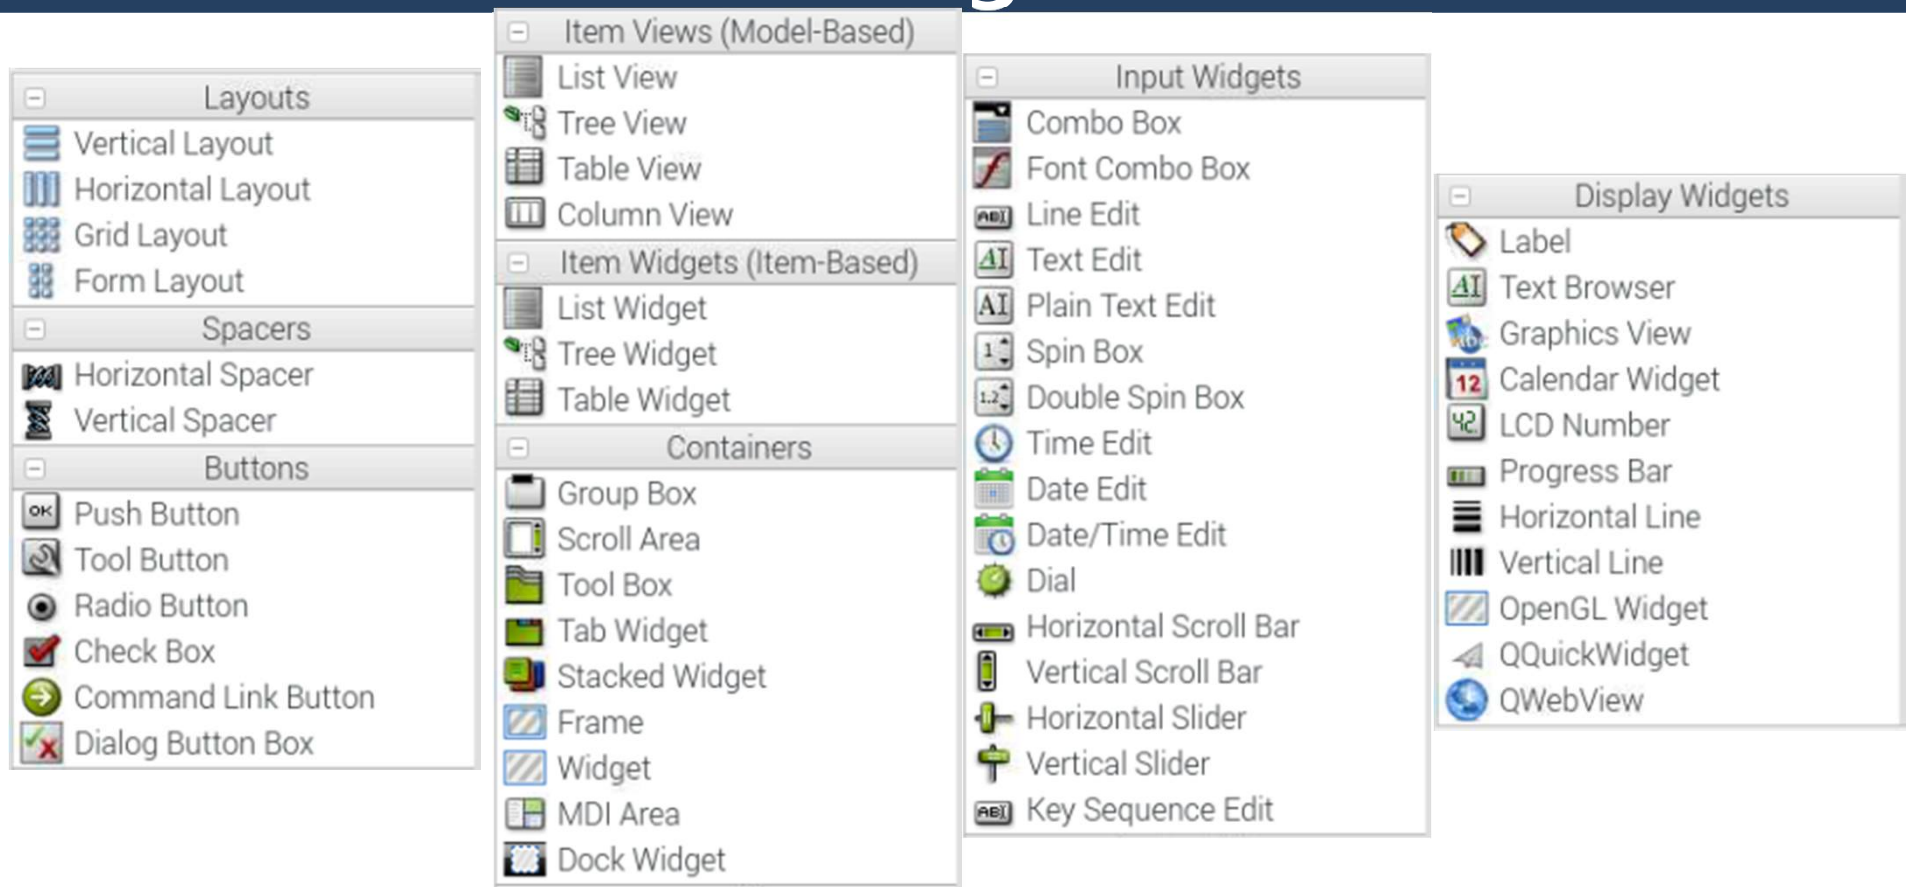 Layouts
Vertical Layout
Horizontal Layout
Grid Layout
Form Layout
Spacers
Horizontal Spacer
Vertical Spacer
Buttons
Push Button
Tool Button
Radio Button
Check Box
Command Link Button
Dialog Button Box
Item Views (Model-Based)
List View
Tree View
Table View
Column View
Item Widgets (Item-Based)
List Widget
Tree Widget
Table Widget
Containers
Group Box
Scroll Area
Tool Box
Tab Widget
Stacked Widget
Frame
Widget
MDI Area
Dock Widget
Input Widgets
Combo Box
Font Combo Box
Line Edit
Text Edit
Plain Text Edit
Spin Box
Double Spin Box
Time Edit
Date Edit
Date/Time Edit
Dial
Horizontal Scroll Bar
Vertical Scroll Bar
Horizontal Slider
Vertical Slider
Key Sequence Edit
Display Widgets
Label
Text Browser
Graphics View
Calendar Widget
LCD Number
Progress Bar
Horizontal Line
Vertical Line
OpenGL Widget
QQuickWidget
QWebView